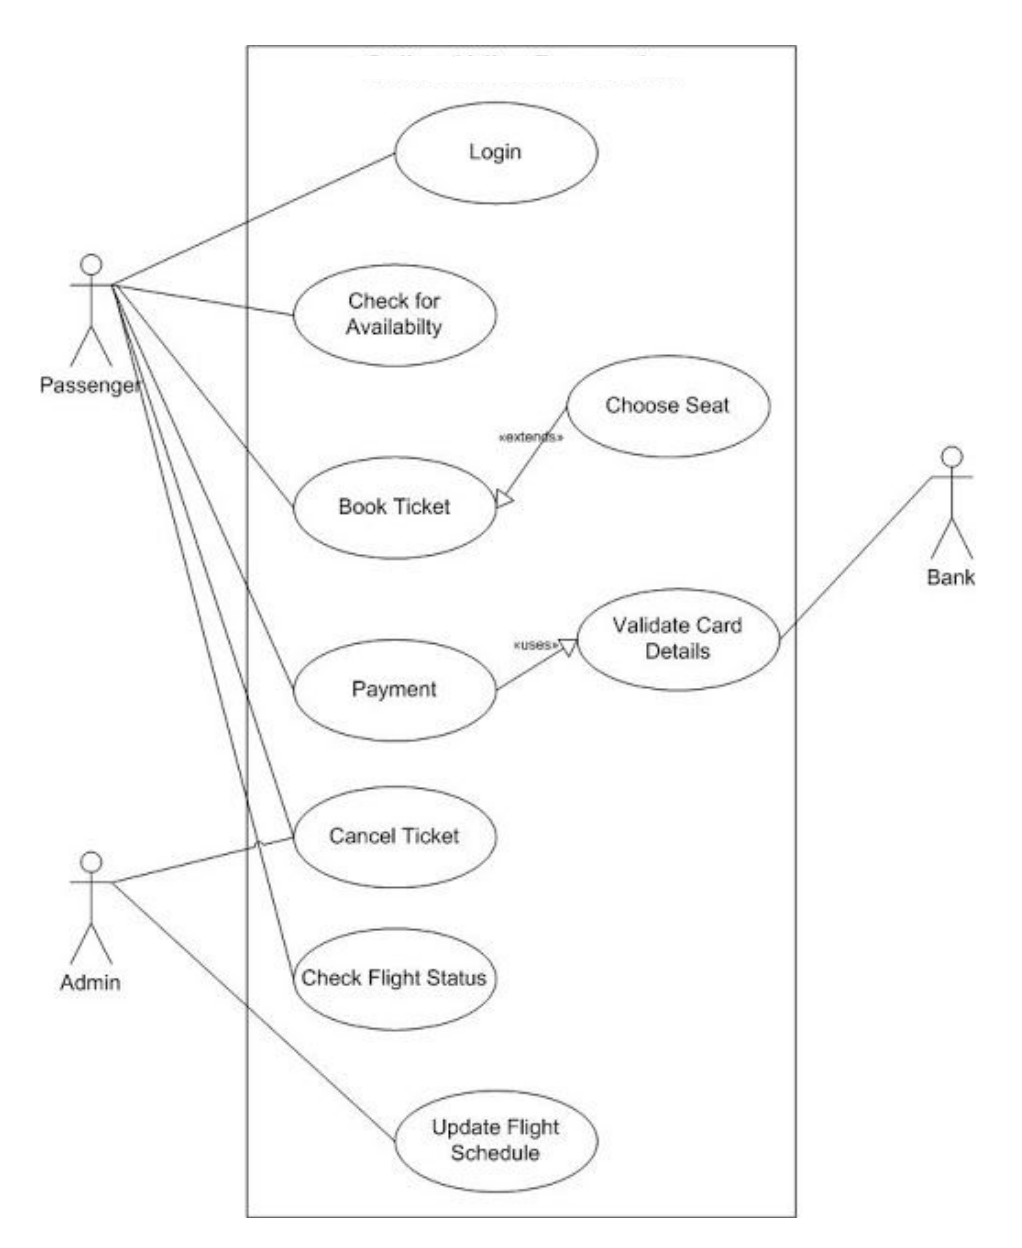 Login
Check for
Availabilty
Passenger
Choose Seat
«extends»
Book Ticket
Bank
Validate Card
Details
«uses»
Payment
Cancel Ticket
Admin
Check Flight Status
Update Flight
Schedule